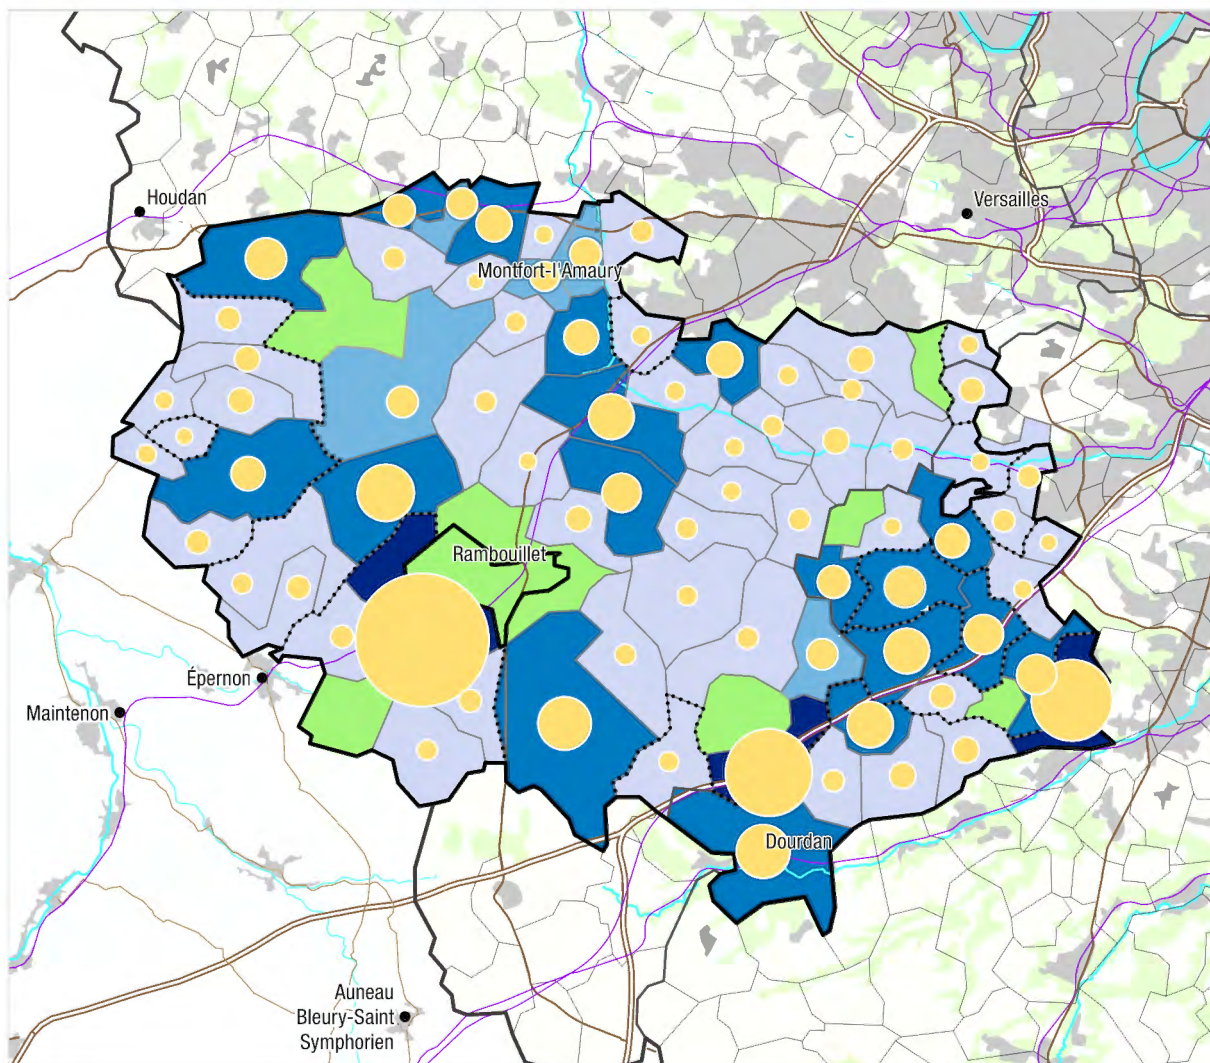 Houdan
Versailles
Montfort-l'Amaury
Rambouillet
Épernon
Maintenon
Dourdan
Auneau
Bleury-Saint
Symphorien